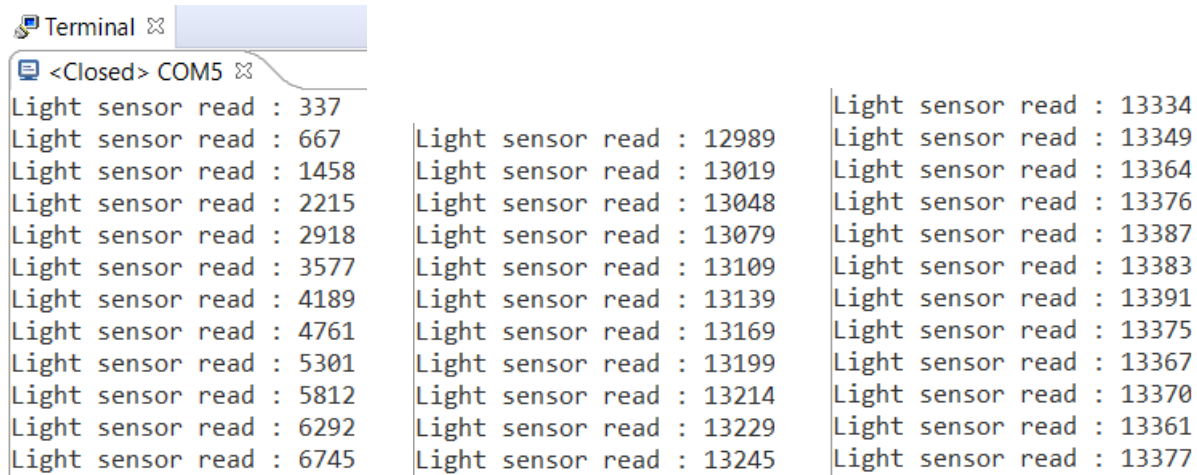 Terminal
<Closed> COM5
Light sensor read : 337
Light sensor read : 667
Light sensor read : 1458
Light sensor read : 2215
Light sensor read : 2918
Light sensor read : 3577
Light sensor read : 4189
Light sensor read : 4761
Light sensor read : 5301
Light sensor read : 5812
Light sensor read : 6292
Light sensor read : 6745
Light sensor read : 12989
Light sensor read : 13019
Light sensor read : 13048
Light sensor read : 13079
Light sensor read : 13109
Light sensor read : 13139
Light sensor read : 13169
Light sensor read : 13199
Light sensor read : 13214
Light sensor read : 13229
Light sensor read : 13245
Light sensor read : 13334
Light sensor read : 13349
Light sensor read : 13364
Light sensor read : 13376
Light sensor read : 13387
Light sensor read : 13383
Light sensor read : 13391
Light sensor read : 13375
Light sensor read : 13367
Light sensor read : 13370
Light sensor read : 13361
Light sensor read : 13377